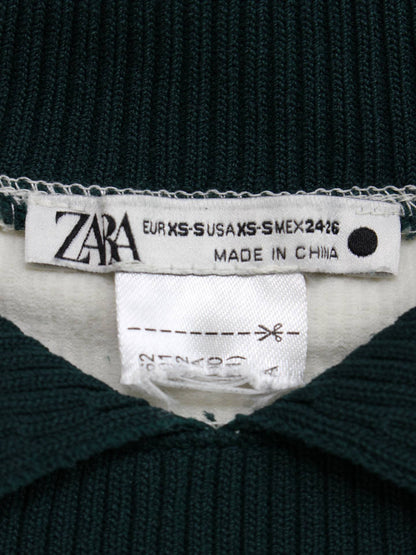 ZARA
EUR XS-S USA XS-S MEX 24-26
MADE IN CHINA